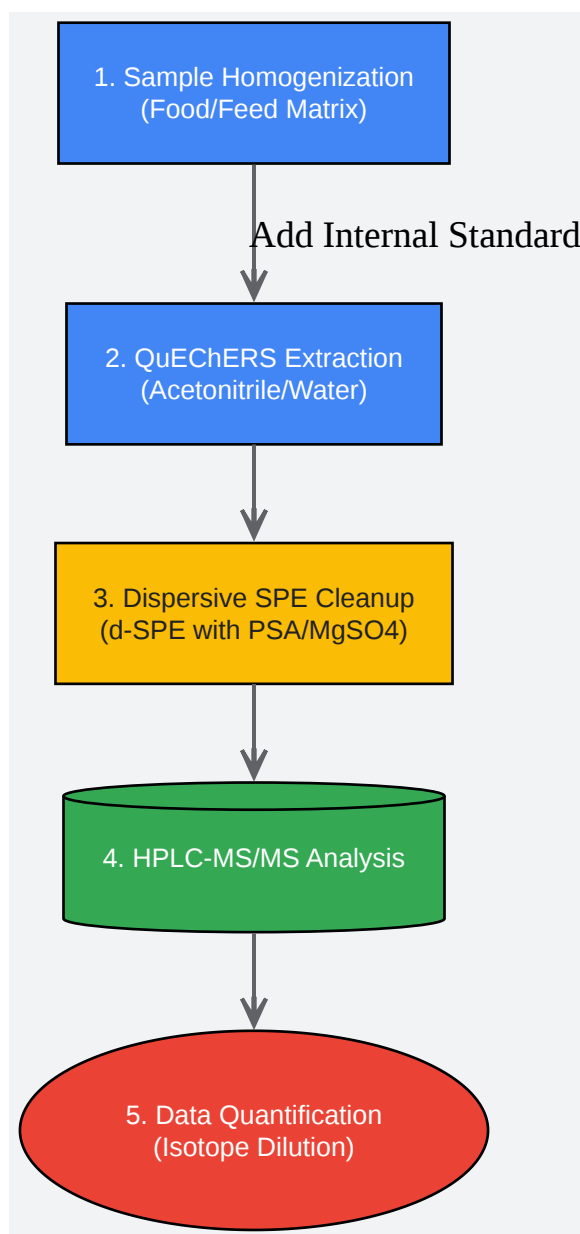 1. Sample Homogenization
(Food/Feed Matrix)
Add Internal Standard
2. QuEChERS Extraction
(Acetonitrile/Water)
3. Dispersive SPE Cleanup
(d-SPE with PSA/MgSO4)
4. HPLC-MS/MS Analysis
5. Data Quantification
(Isotope Dilution)